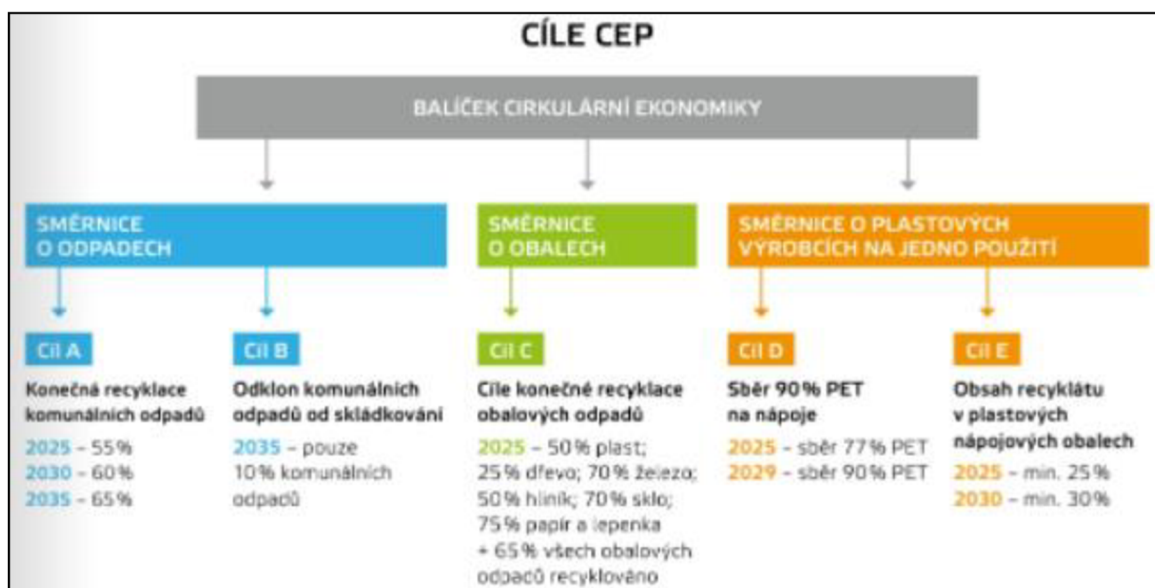 CÍLE CEP
BALÍČEK CIRKULÁRNÍ EKONOMIKY
SMĚRNICE
O ODPADECH
Cíl A
Konečná recyklace
komunálních odpadů
2025 – 55 %
2030 – 60 %
2035 – 65 %
Cíl B
Odklon komunálních
odpadů od skládkování
2035 – pouze
10 % komunálních
odpadů
SMĚRNICE
O OBALECH
Cíl C
Cíle konečné recyklace
obalových odpadů
2025 – 50 % plast;
25 % dřevo; 70 % železo;
50 % hliník; 70 % sklo;
75 % papír a lepenka
+ 65 % všech obalových
odpadů recyklováno
SMĚRNICE O PLASTOVÝCH
VÝROBCÍCH NA JEDNO POUŽITÍ
Cíl D
Sběr 90 % PET
na nápoje
2025 – sběr 77 % PET
2029 – sběr 90 % PET
Cíl E
Obsah recyklátu
v plastových
nápojových obalech
2025 – min. 25 %
2030 – min. 30 %